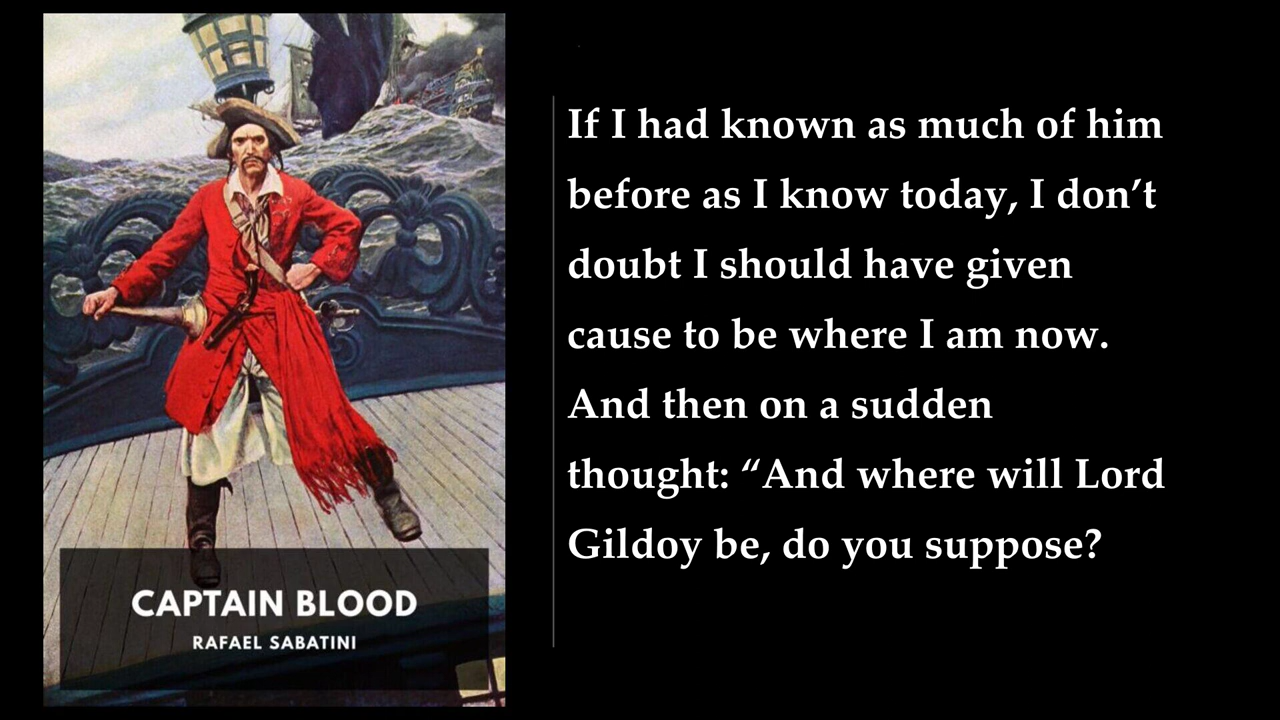 CAPTAIN BLOOD
RAFAEL SABATINI
If I had known as much of him
before as I know today, I don’t
doubt I should have given
cause to be where I am now.
And then on a sudden
thought: “And where will Lord
Gildoy be, do you suppose?